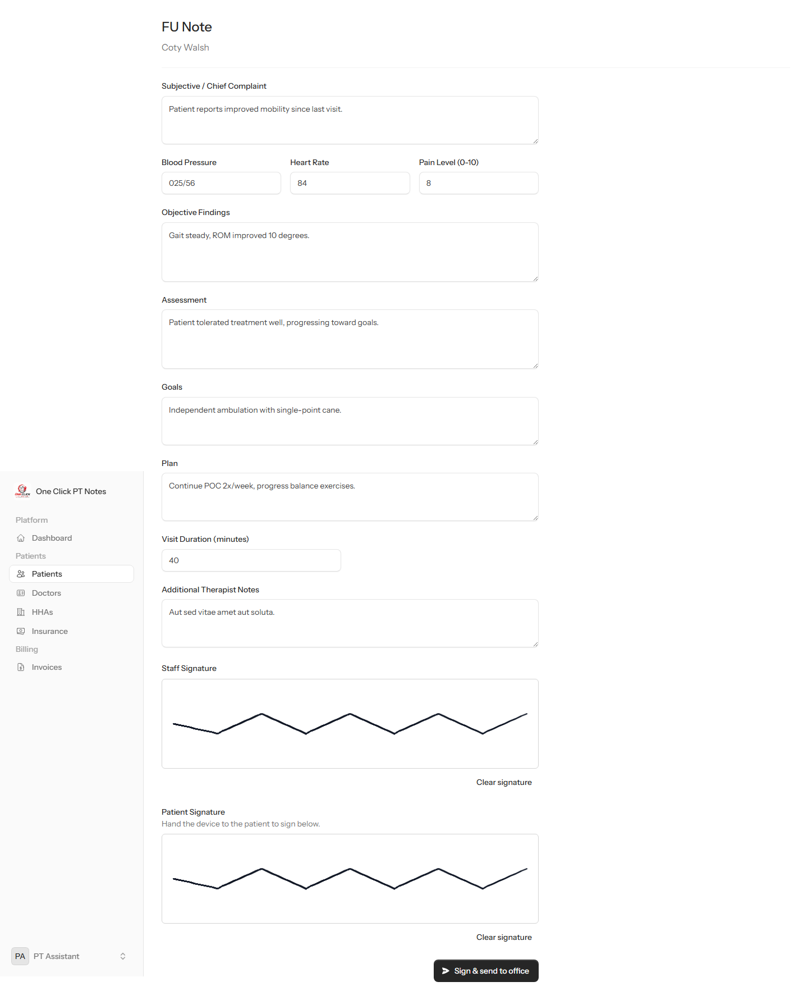 FU Note
Coty Walsh
Subjective / Chief Complaint
Patient reports improved mobility since last visit.
Blood Pressure
Heart Rate
Pain Level (0-10)
025/56
84
8
Objective Findings
Gait steady, ROM improved 10 degrees.
Assessment
Patient tolerated treatment well, progressing toward goals.
Goals
Independent ambulation with single-point cane.
Plan
Continue POC 2x/week, progress balance exercises.
Visit Duration (minutes)
40
Additional Therapist Notes
Aut sed vitae amet aut soluta.
Staff Signature
Clear signature
Patient Signature
Hand the device to the patient to sign below.
Clear signature
Sign & send to office
ONE CLICK
One Click PT Notes
Platform
Dashboard
Patients
Patients
Doctors
HHAs
Insurance
Billing
Invoices
PA
PT Assistant